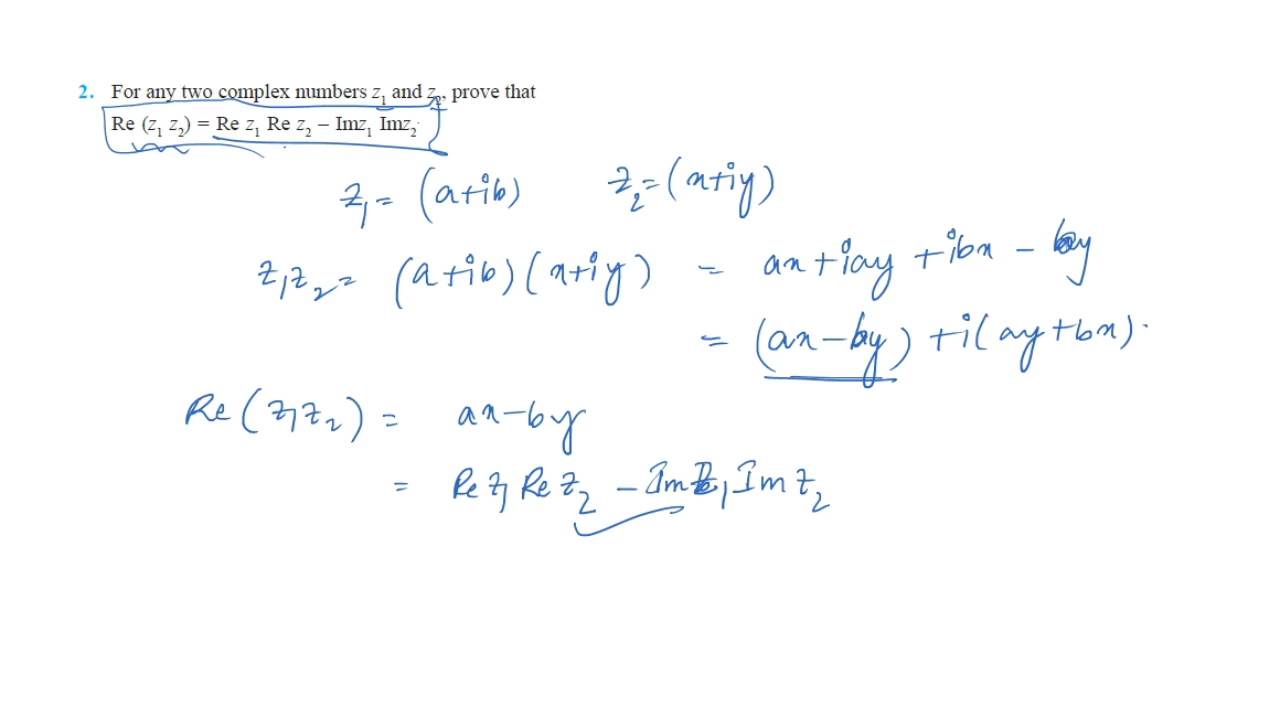 2. For any two complex numbers z₁ and z₂, prove that
Re (z₁ z₂) = Re z₁ Re z₂ – Imz₁ Imz₂
z₁ = (a+ib) z₂ = (x+iy)
z₁z₂ = (a+ib)(x+iy) = ax+iay+ibx – by
= (ax–by)+i(ay+bx).
Re(z₁z₂) = ax–by
= Re z₁ Re z₂ – Im z₁ Im z₂